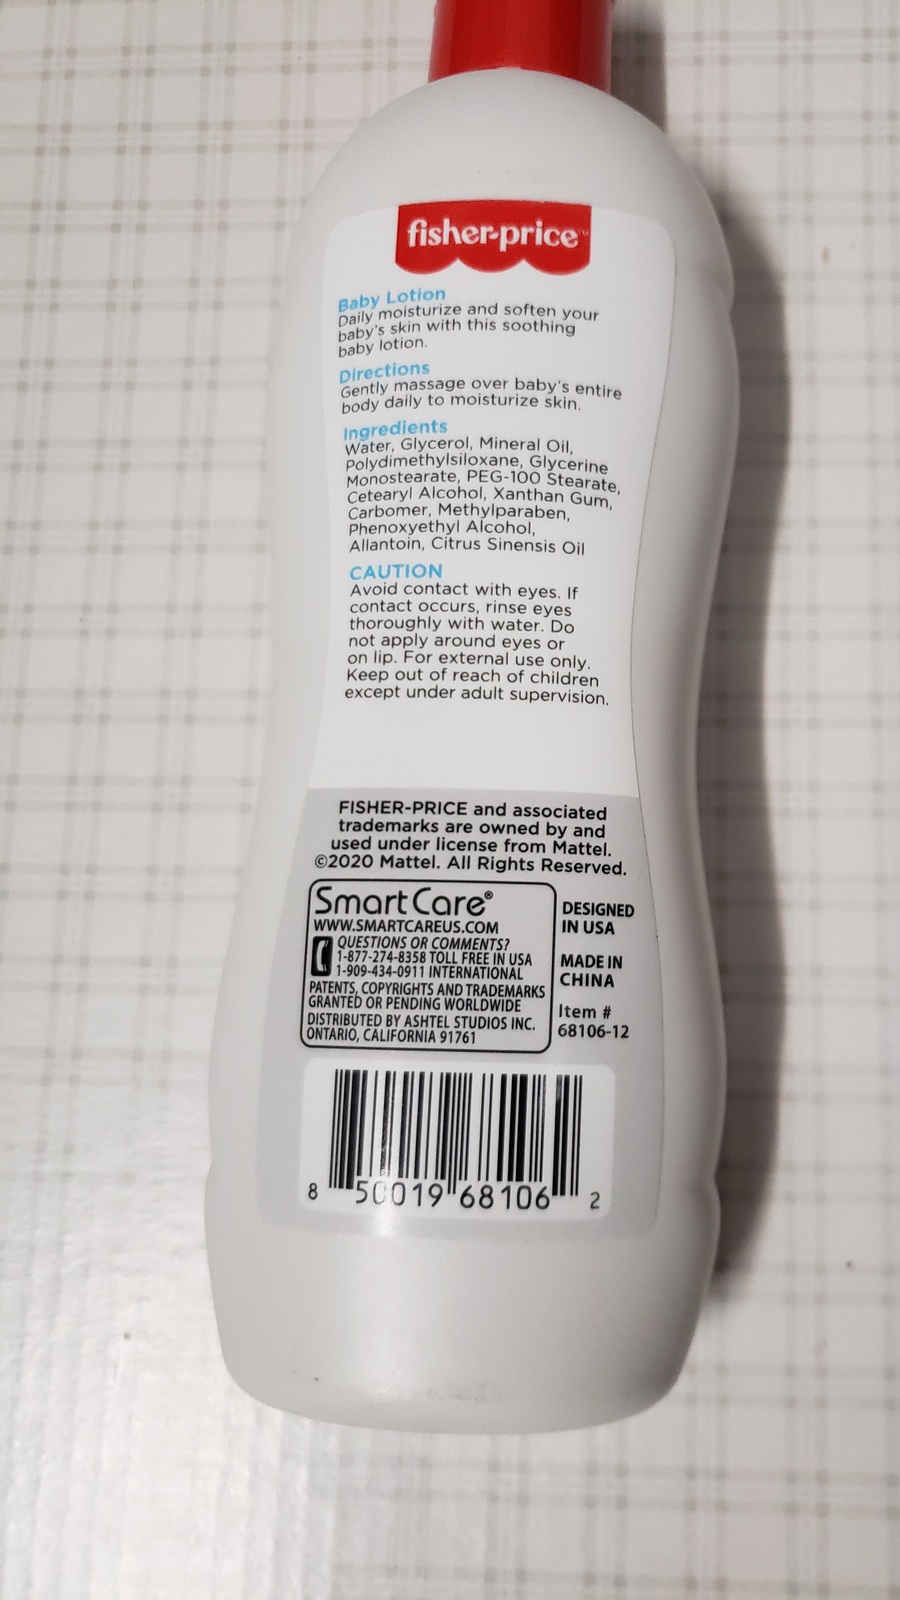 fisher-price™
Baby Lotion
Daily moisturize and soften your
baby's skin with this soothing
baby lotion.
Directions
Gently massage over baby's entire
body daily to moisturize skin.
Ingredients
Water, Glycerol, Mineral Oil,
Polydimethylsiloxane, Glycerine
Monostearate, PEG-100 Stearate,
Cetearyl Alcohol, Xanthan Gum,
Carbomer, Methylparaben,
Phenoxyethyl Alcohol,
Allantoin, Citrus Sinensis Oil
CAUTION
Avoid contact with eyes. If
contact occurs, rinse eyes
thoroughly with water. Do
not apply around eyes or
on lip. For external use only.
Keep out of reach of children
except under adult supervision.
FISHER-PRICE and associated
trademarks are owned by and
used under license from Mattel.
©2020 Mattel. All Rights Reserved.
SmartCare®
WWW.SMARTCAREUS.COM
QUESTIONS OR COMMENTS?
1-877-274-8358 TOLL FREE IN USA
1-909-434-0911 INTERNATIONAL
PATENTS, COPYRIGHTS AND TRADEMARKS
GRANTED OR PENDING WORLDWIDE
DISTRIBUTED BY ASHTEL STUDIOS INC.
ONTARIO, CALIFORNIA 91761
DESIGNED
IN USA
MADE IN
CHINA
Item #
68106-12
8 50019 68106 2